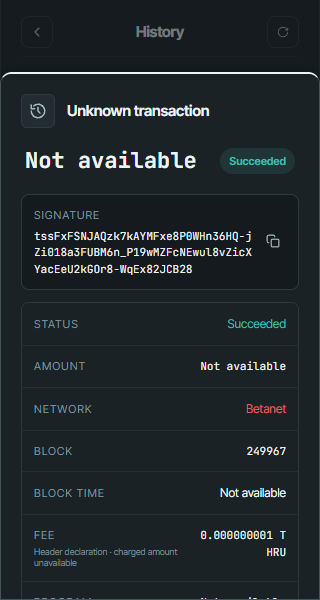 History
Unknown transaction
Not available
Succeeded
SIGNATURE
tssFxFSNJAQzk7kAYMFxe8P0WHn36HQ-j
Zi018a3FUBM6n_P19wMZFcNEwul8vZicX
YacEeU2kGOr8-WqEx82JCB28
STATUS
Succeeded
AMOUNT
Not available
NETWORK
Betanet
BLOCK
249967
BLOCK TIME
Not available
FEE
0.000000001 T
HRU
Header declaration · charged amount
unavailable